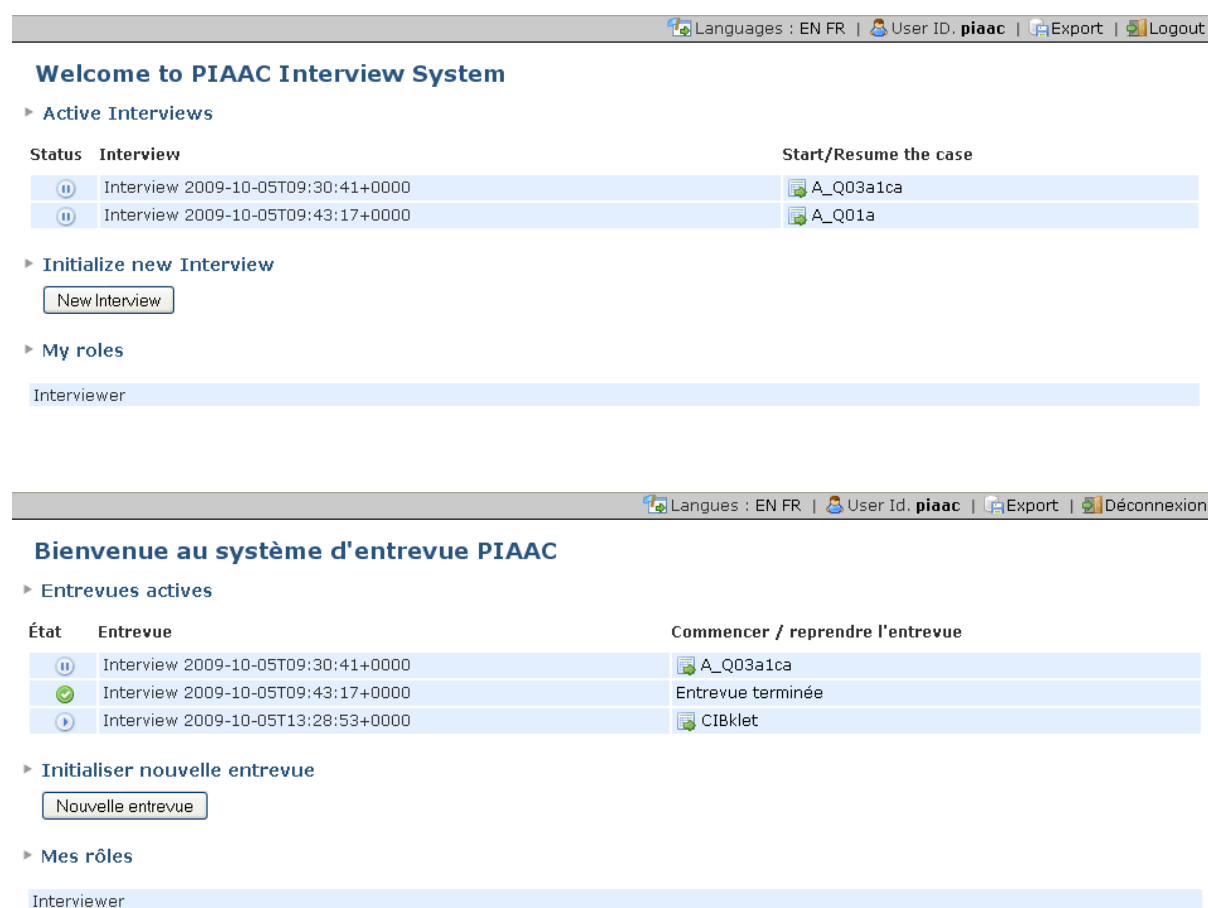 Languages : EN FR | User ID. piaac | Export | Logout
Welcome to PIAAC Interview System
Active Interviews
Status Interview Start/Resume the case
Interview 2009-10-05T09:30:41+0000 A_Q03a1ca
Interview 2009-10-05T09:43:17+0000 A_Q01a
Initialize new Interview
New Interview
My roles
Interviewer
Langues : EN FR | User Id. piaac | Export | Déconnexion
Bienvenue au système d'entrevue PIAAC
Entrevues actives
État Entrevue Commencer / reprendre l'entrevue
Interview 2009-10-05T09:30:41+0000 A_Q03a1ca
Interview 2009-10-05T09:43:17+0000 Entrevue terminée
Interview 2009-10-05T13:28:53+0000 CIBklet
Initialiser nouvelle entrevue
Nouvelle entrevue
Mes rôles
Interviewer